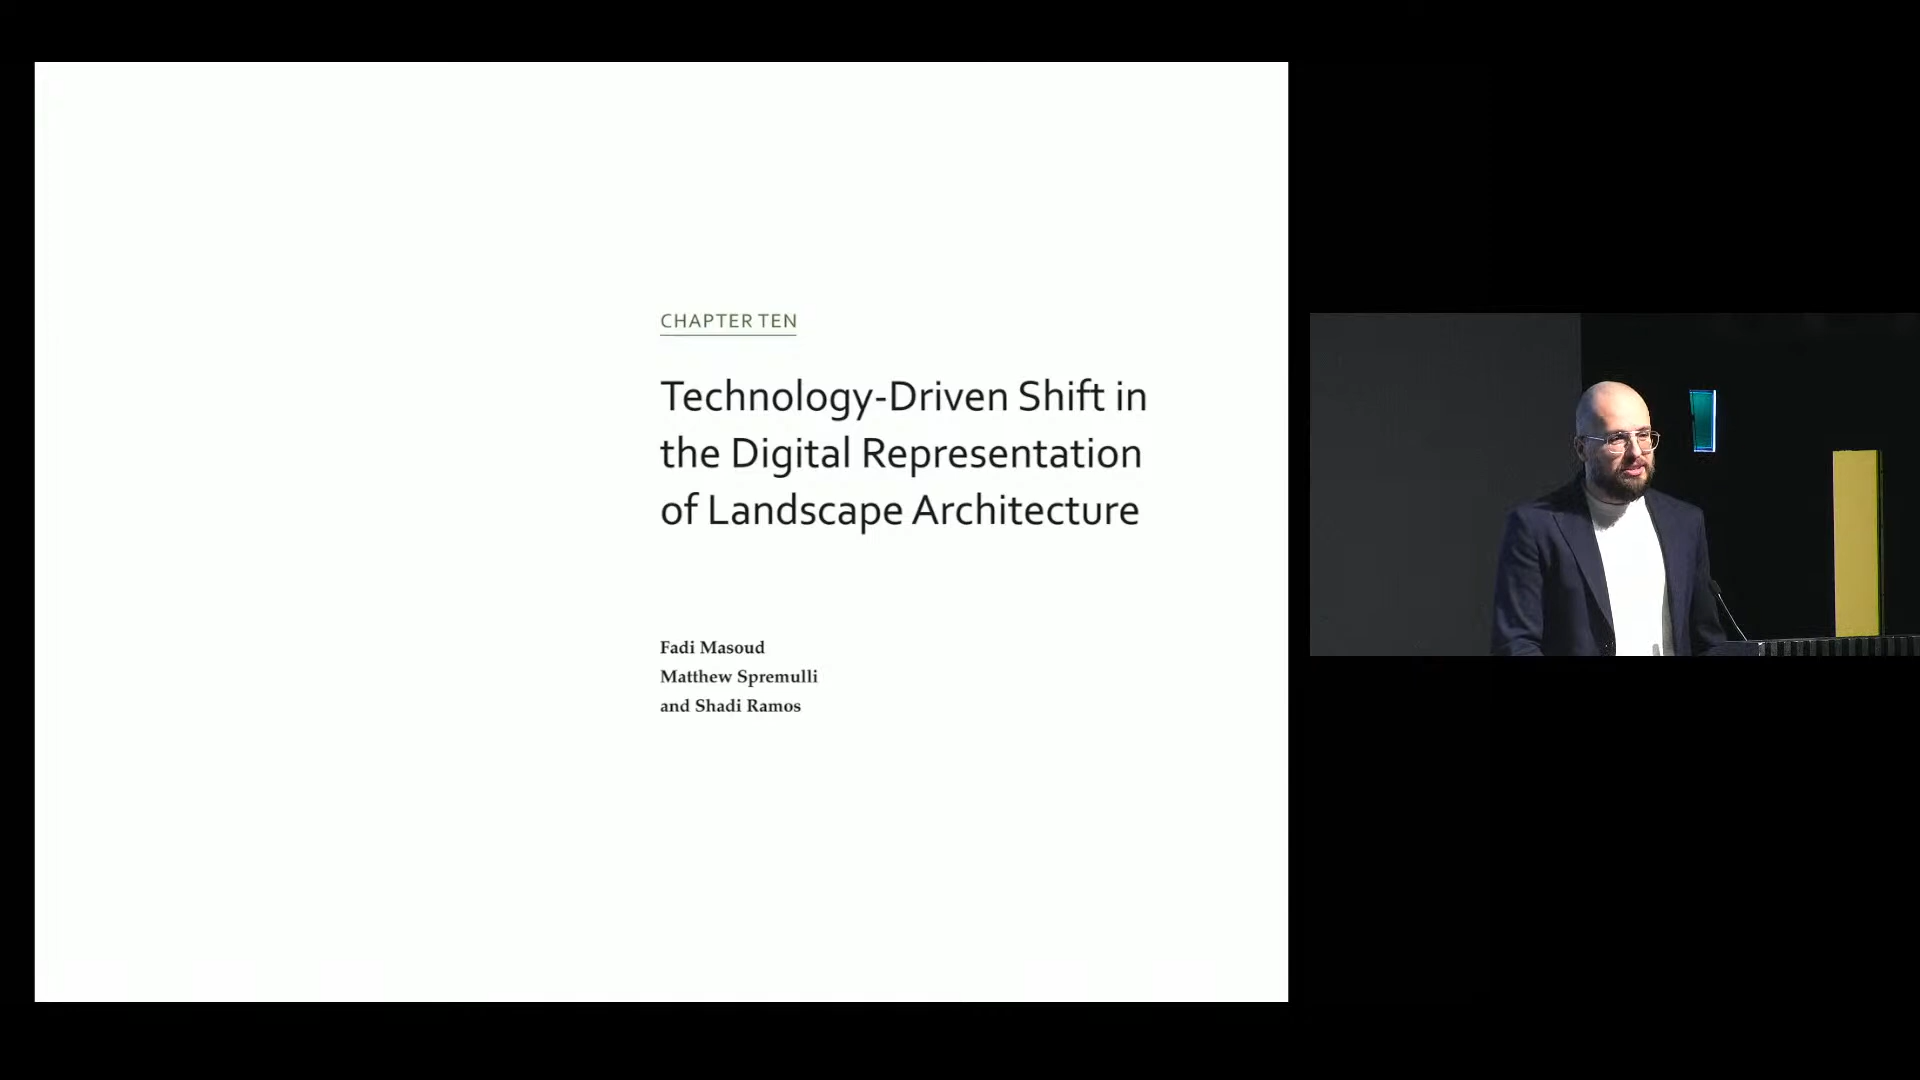 CHAPTER TEN
Technology-Driven Shift in
the Digital Representation
of Landscape Architecture
Fadi Masoud
Matthew Spremulli
and Shadi Ramos